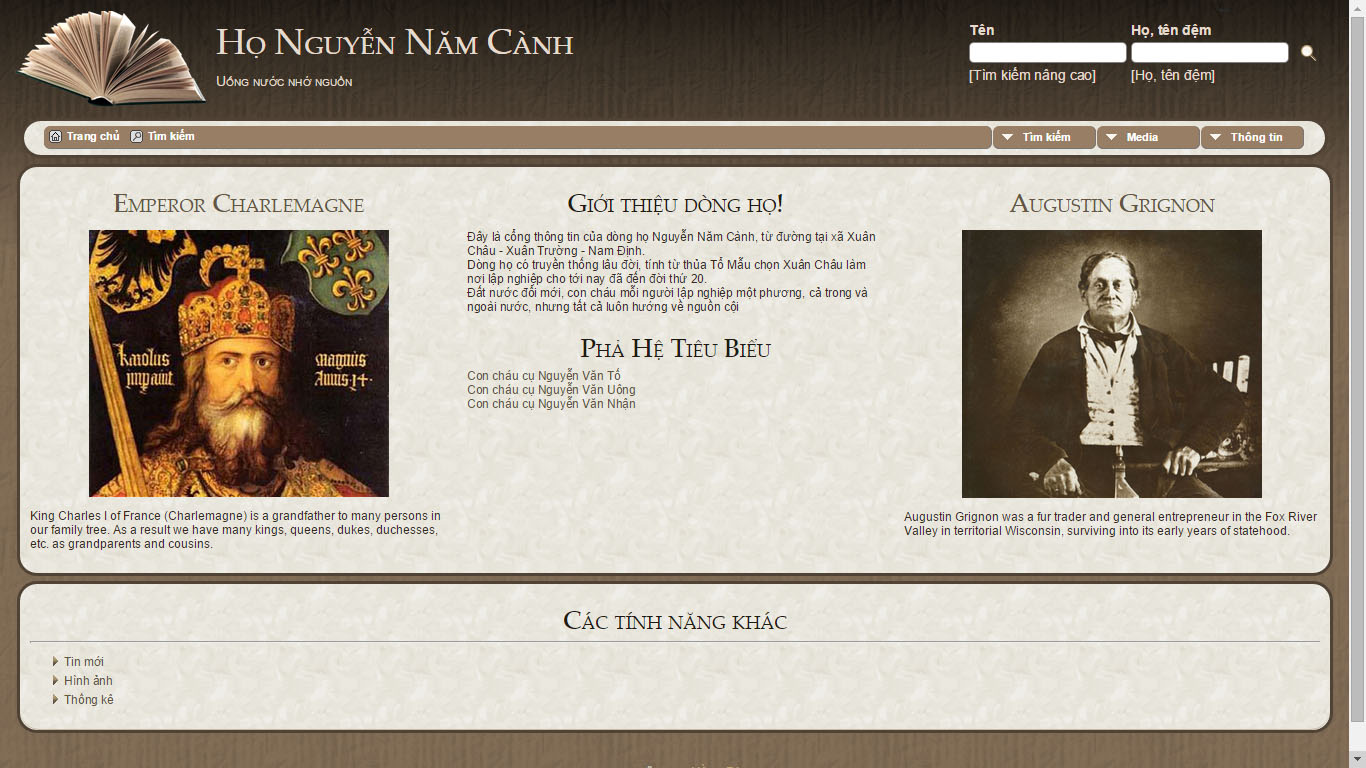 Họ Nguyễn Năm Cành
Uống nước nhớ nguồn
Tên
Họ, tên đệm
[Tìm kiếm nâng cao]
[Họ, tên đệm]
Trang chủ
Tìm kiếm
Tìm kiếm
Media
Thông tin
Emperor Charlemagne
Karolus
magnus
impaint
Annis 14
King Charles I of France (Charlemagne) is a grandfather to many persons in
our family tree. As a result we have many kings, queens, dukes, duchesses,
etc. as grandparents and cousins.
Giới thiệu dòng họ!
Đây là cổng thông tin của dòng họ Nguyễn Năm Cành, từ đường tại xã Xuân
Châu - Xuân Trường - Nam Định.
Dòng họ có truyền thống lâu đời, tính từ thủa Tổ Mẫu chọn Xuân Châu làm
nơi lập nghiệp cho tới nay đã đến đời thứ 20.
Đất nước đổi mới, con cháu mỗi người lập nghiệp một phương, cả trong và
ngoài nước, nhưng tất cả luôn hướng về nguồn cội
Phả Hệ Tiêu Biểu
Con cháu cụ Nguyễn Văn Tố
Con cháu cụ Nguyễn Văn Uông
Con cháu cụ Nguyễn Văn Nhận
Augustin Grignon
Augustin Grignon was a fur trader and general entrepreneur in the Fox River
Valley in territorial Wisconsin, surviving into its early years of statehood.
Các tính năng khác
Tin mới
Hình ảnh
Thống kê